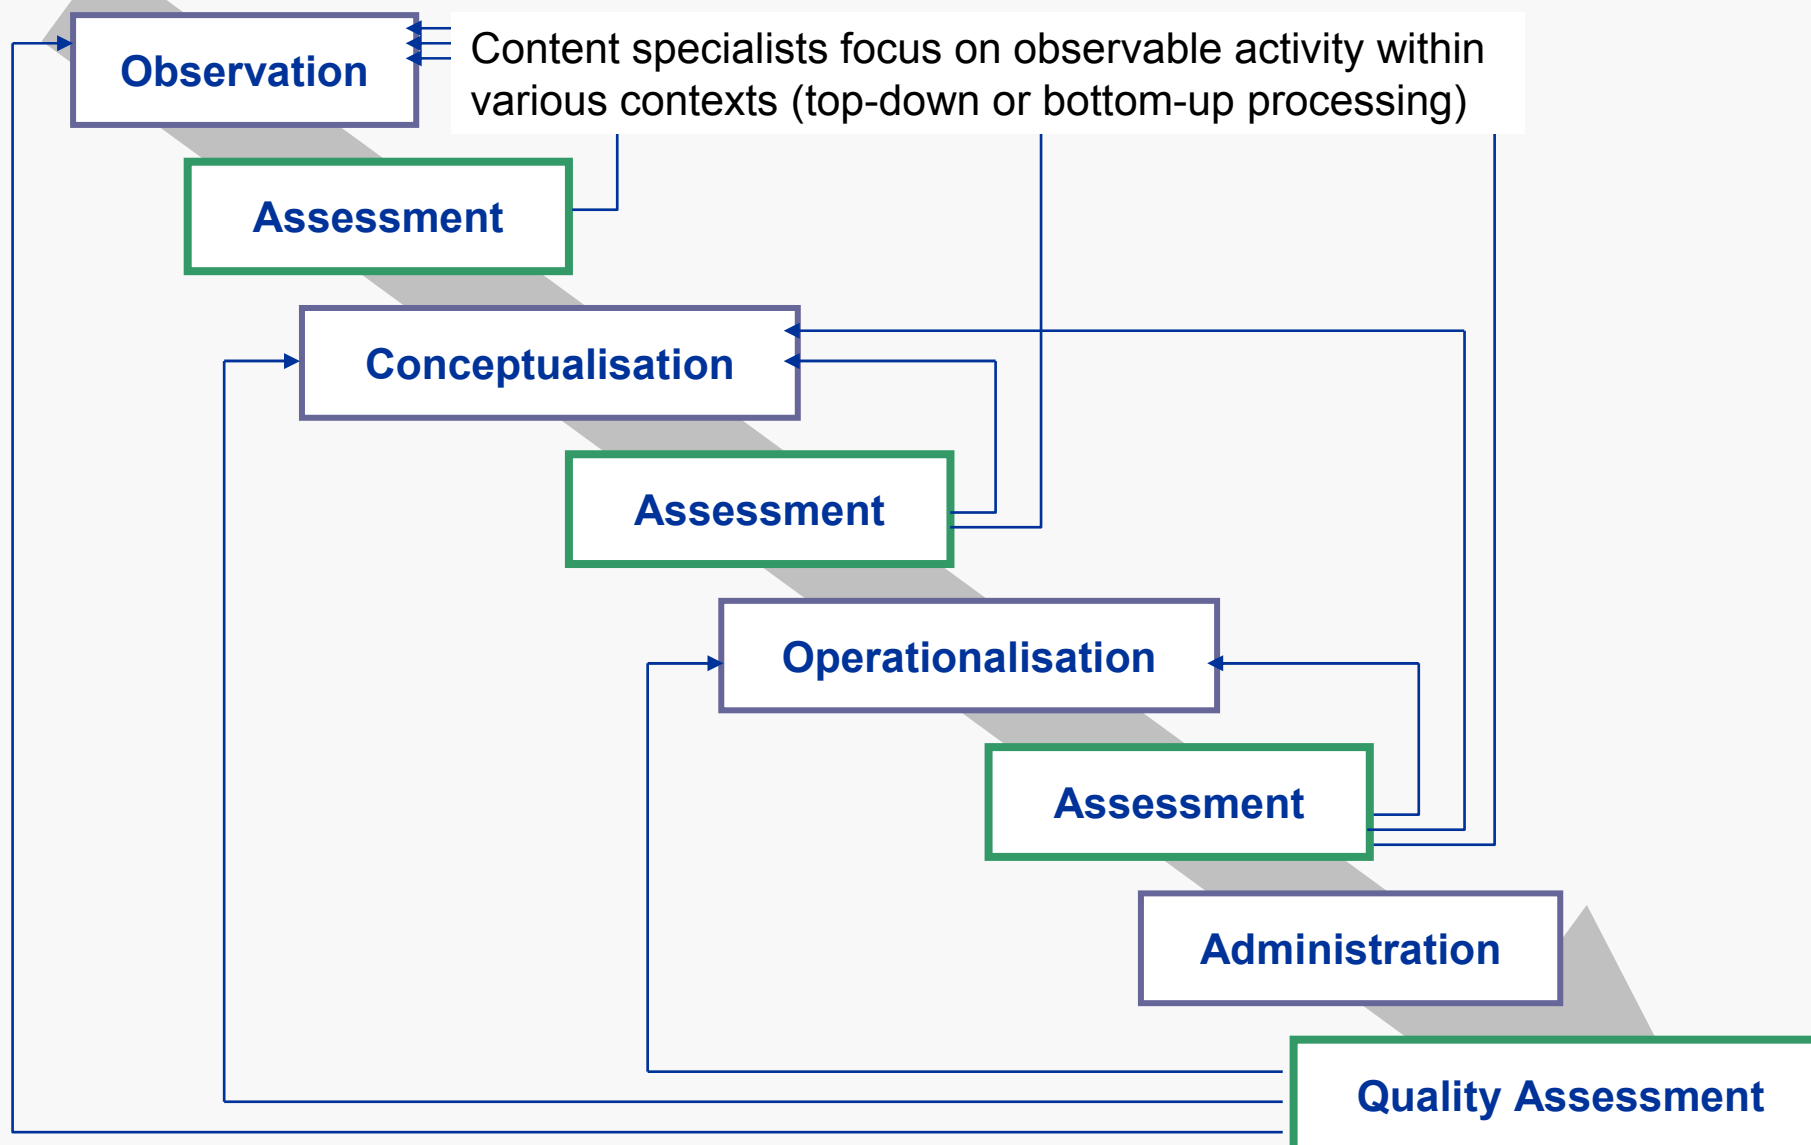 Observation
Content specialists focus on observable activity within
various contexts (top-down or bottom-up processing)
Assessment
Conceptualisation
Assessment
Operationalisation
Assessment
Administration
Quality Assessment